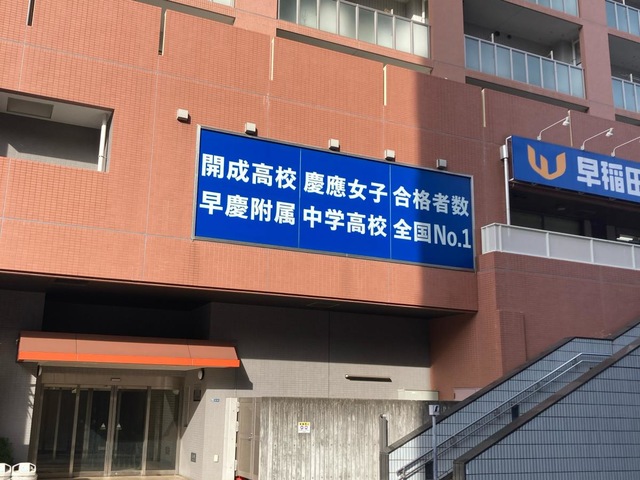 開成高校 慶應女子 合格者数
早慶附属 中学高校 全国No.1
W 早稲田